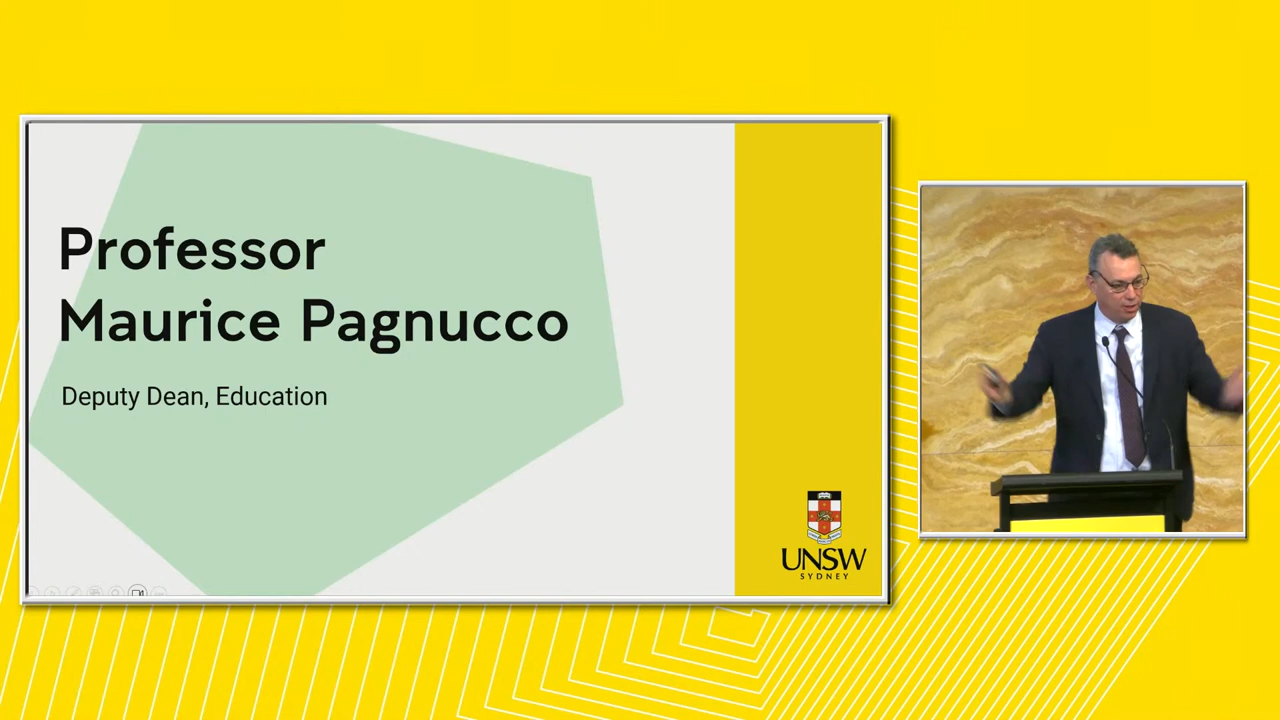 Professor
Maurice Pagnucco
Deputy Dean, Education
UNSW
SYDNEY